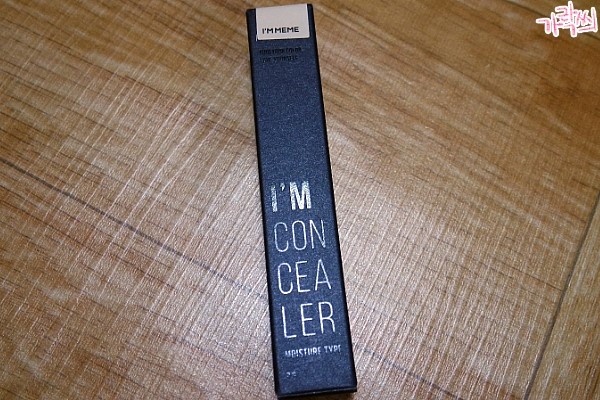 가락씨
I'M MEME
I'M
CON
CEA
LER
MOISTURE TYPE